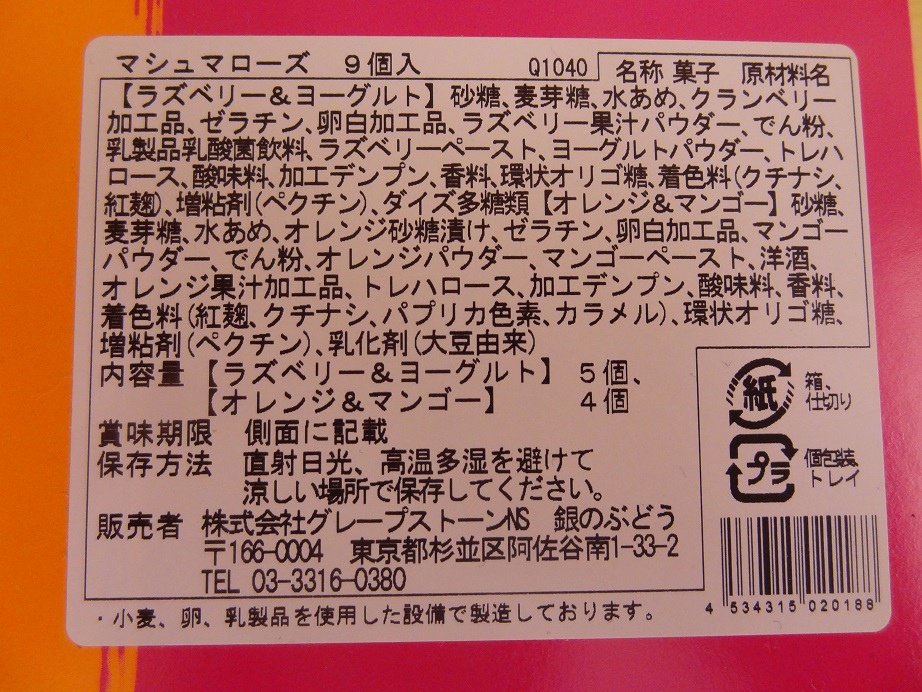 マシュマローズ 9個入 Q1040
名称 菓子 原材料名
【ラズベリー&ヨーグルト】砂糖、麦芽糖、水あめ、クランベリー
加工品、ゼラチン、卵白加工品、ラズベリー果汁パウダー、でん粉、
乳製品乳酸菌飲料、ラズベリーペースト、ヨーグルトパウダー、トレハ
ロース、酸味料、加工デンプン、香料、環状オリゴ糖、着色料(クチナシ、
紅麹)、増粘剤(ペクチン)、ダイズ多糖類【オレンジ&マンゴー】砂糖、
麦芽糖、水あめ、オレンジ砂糖漬け、ゼラチン、卵白加工品、マンゴー
パウダー、でん粉、オレンジパウダー、マンゴーペースト、洋酒、
オレンジ果汁加工品、トレハロース、加工デンプン、酸味料、香料、
着色料(紅麹、クチナシ、パプリカ色素、カラメル)、環状オリゴ糖、
増粘剤(ペクチン)、乳化剤(大豆由来)
内容量 【ラズベリー&ヨーグルト】 5個、
【オレンジ&マンゴー】 4個
賞味期限 側面に記載
保存方法 直射日光、高温多湿を避けて
涼しい場所で保存してください。
販売者 株式会社グレープストーンNS 銀のぶどう
〒166-0004 東京都杉並区阿佐谷南1-33-2
TEL 03-3316-0380
紙
箱、
仕切り
プラ
個包装、
トレイ
4 534315 020188
・小麦、卵、乳製品を使用した設備で製造しております。